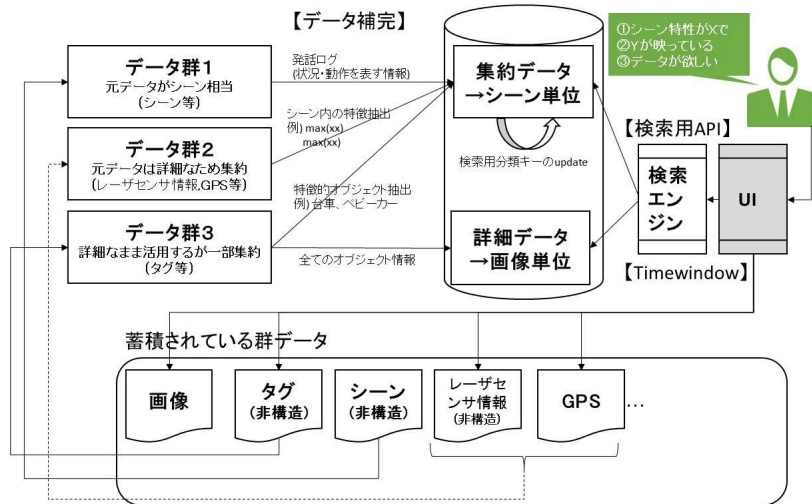 【データ補完】
①シーン特性がXで
②Yが映っている
③データが欲しい
データ群1
元データがシーン相当
(シーン等)
発話ログ
(状況・動作を表す情報)
集約データ
→シーン単位
シーン内の特徴抽出
例) max(xx)
max(xx)
データ群2
元データは詳細なため集約
(レーザセンサ情報,GPS等)
検索用分類キーのupdate
【検索用API】
検索
エン
ジン
UI
特徴的オブジェクト抽出
例) 台車、ベビーカー
データ群3
詳細なまま活用するが一部集約
(タグ等)
全てのオブジェクト情報
詳細データ
→画像単位
【Timewindow】
蓄積されている群データ
画像
タグ
(非構造)
シーン
(非構造)
レーザセ
ンサ情報
(非構造)
GPS
…